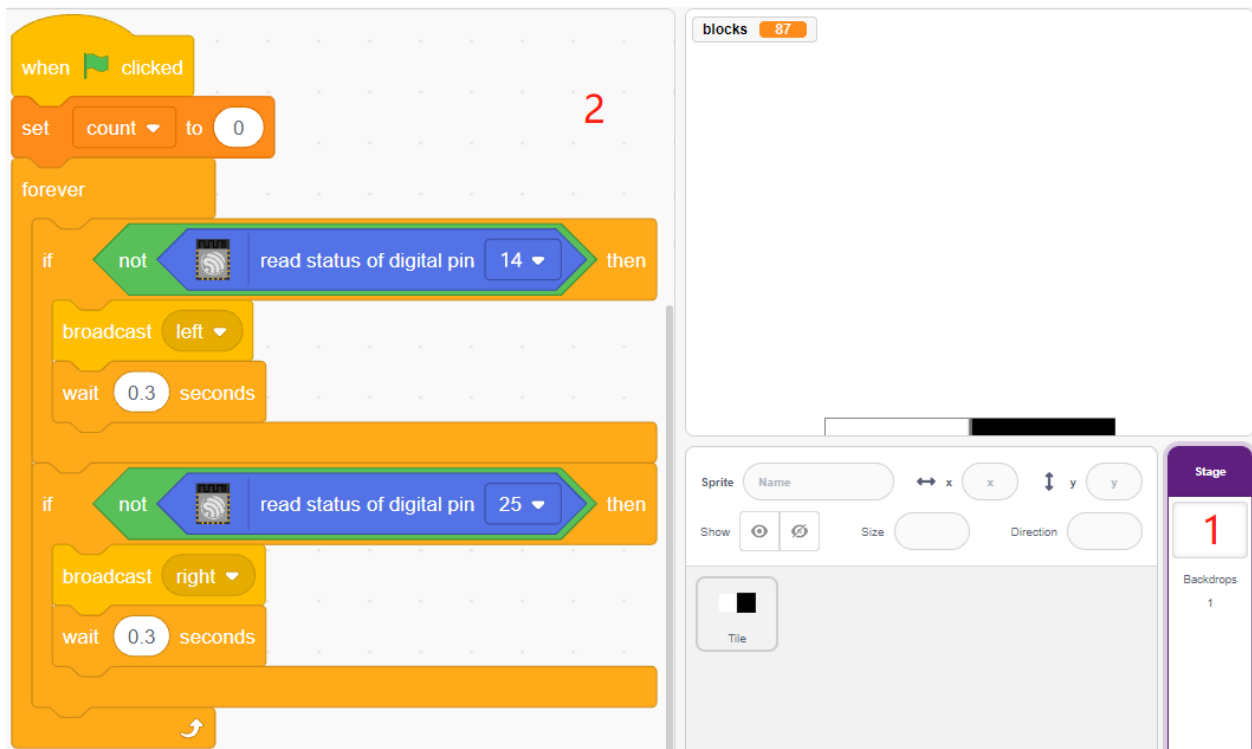 when clicked
set count to 0
forever
if not read status of digital pin 14 then
broadcast left
wait 0.3 seconds
if not read status of digital pin 25 then
broadcast right
wait 0.3 seconds
2
blocks 87
Sprite Name x x y y
Show Size Direction
Tile
Stage
1
Backdrops
1